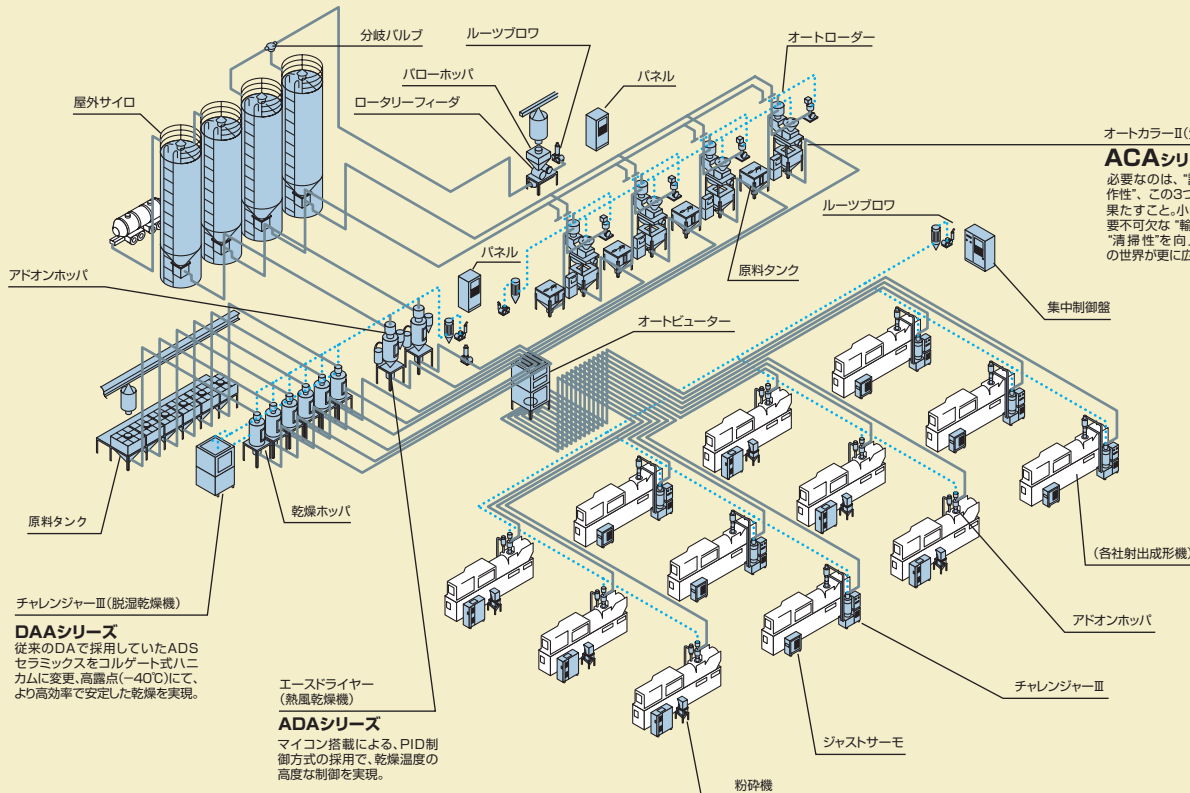 分岐バルブ
ルーツブロワ
オートローダー
バローホッパ
パネル
ロータリーフィーダ
屋外サイロ
オートカラーⅡ(
ACAシリ
必要なのは、“
作性”、この3つ
果たすこと。小
要不可欠な“輸
“清掃性”を向
の世界が更に広
ルーツブロワ
パネル
原料タンク
アドオンホッパ
集中制御盤
オートビューター
原料タンク
乾燥ホッパ
(各社射出成形機)
チャレンジャーⅢ(脱湿乾燥機)
DAAシリーズ
従来のDAで採用していたADS
セラミックスをコルゲート式ハニ
カムに変更、高露点(−40℃)にて、
より高効率で安定した乾燥を実現。
アドオンホッパ
エースドライヤー
(熱風乾燥機)
ADAシリーズ
マイコン搭載による、PID制
御方式の採用で、乾燥温度の
高度な制御を実現。
チャレンジャーⅢ
ジャストサーモ
粉砕機